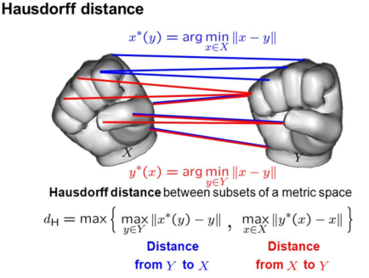 Hausdorff distance
x*(y) = arg min ‖x − y‖
x∈X
X
Y
y*(x) = arg min ‖x − y‖
y∈Y
Hausdorff distance between subsets of a metric space
d_H = max { max ‖x*(y) − y‖ , max ‖y*(x) − x‖ }
y∈Y x∈X
Distance Distance
from Y to X from X to Y